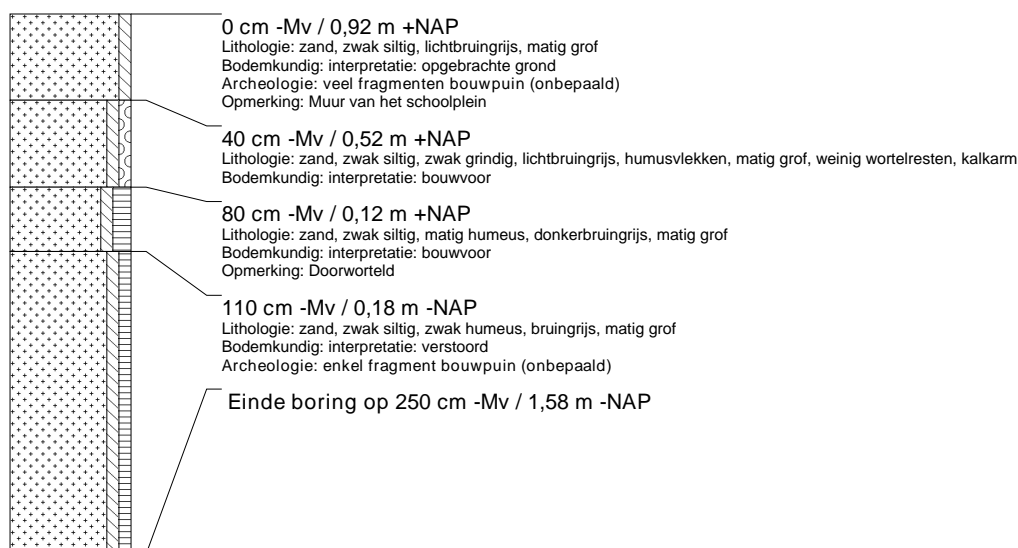 0 cm -Mv / 0,92 m +NAP
Lithologie: zand, zwak siltig, lichtbruingrijs, matig grof
Bodemkundig: interpretatie: opgebrachte grond
Archeologie: veel fragmenten bouwpuin (onbepaald)
Opmerking: Muur van het schoolplein
40 cm -Mv / 0,52 m +NAP
Lithologie: zand, zwak siltig, zwak grindig, lichtbruingrijs, humusvlekken, matig grof, weinig wortelresten, kalkarm
Bodemkundig: interpretatie: bouwvoor
80 cm -Mv / 0,12 m +NAP
Lithologie: zand, zwak siltig, matig humeus, donkerbruingrijs, matig grof
Bodemkundig: interpretatie: bouwvoor
Opmerking: Doorworteld
110 cm -Mv / 0,18 m -NAP
Lithologie: zand, zwak siltig, zwak humeus, bruingrijs, matig grof
Bodemkundig: interpretatie: verstoord
Archeologie: enkel fragment bouwpuin (onbepaald)
Einde boring op 250 cm -Mv / 1,58 m -NAP